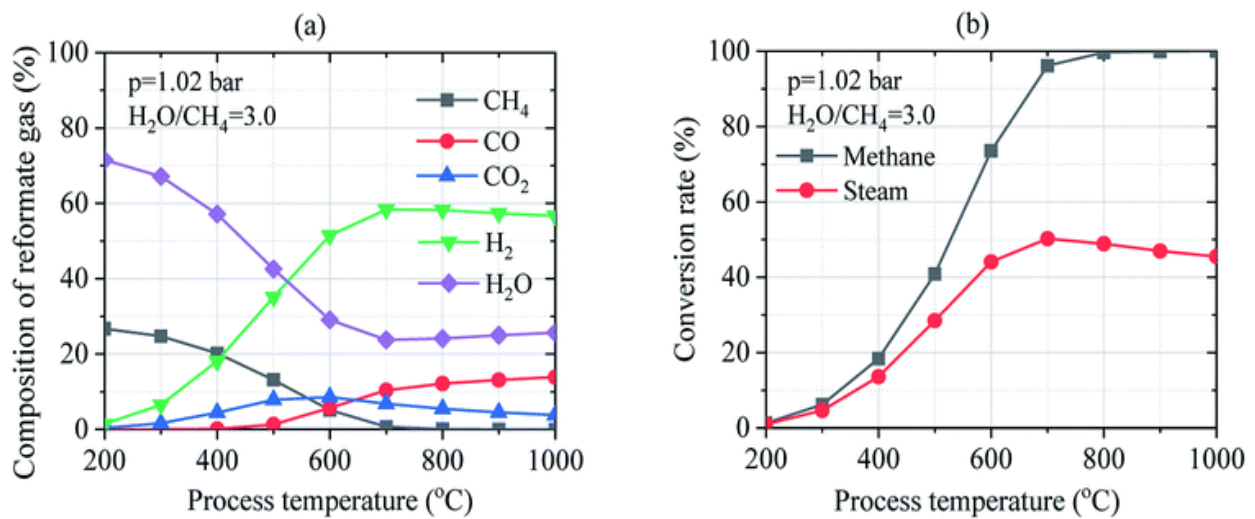 (a)
Composition of reformate gas (%)
100
80
60
40
20
0
p=1.02 bar
H₂O/CH₄=3.0
CH₄
CO
CO₂
H₂
H₂O
200 400 600 800 1000
Process temperature (°C)
(b)
Conversion rate (%)
100
80
60
40
20
0
p=1.02 bar
H₂O/CH₄=3.0
Methane
Steam
200 400 600 800 1000
Process temperature (°C)